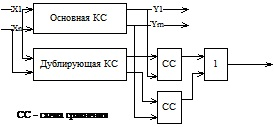 X1
Основная КС
Y1
Xn
Ym
Дублирующая КС
СС
1
СС
СС – схема сравнения